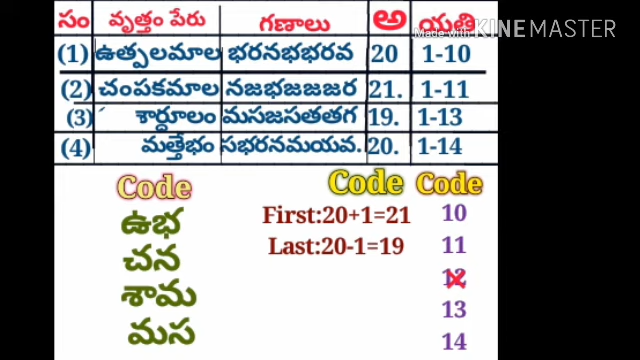 సం వృత్తం పేరు గణాలు అ యతి
Made with KINEMASTER
(1) ఉత్పలమాల భరనభభరవ 20 1-10
(2) చంపకమాల నజభజజజర 21. 1-11
(3) శార్దూలం మసజసతతగ 19. 1-13
(4) మత్తేభం సభరనమయవ. 20. 1-14
Code Code Code
ఉభ First:20+1=21 10
చన Last:20-1=19 11
శామ 12
మస 13
14